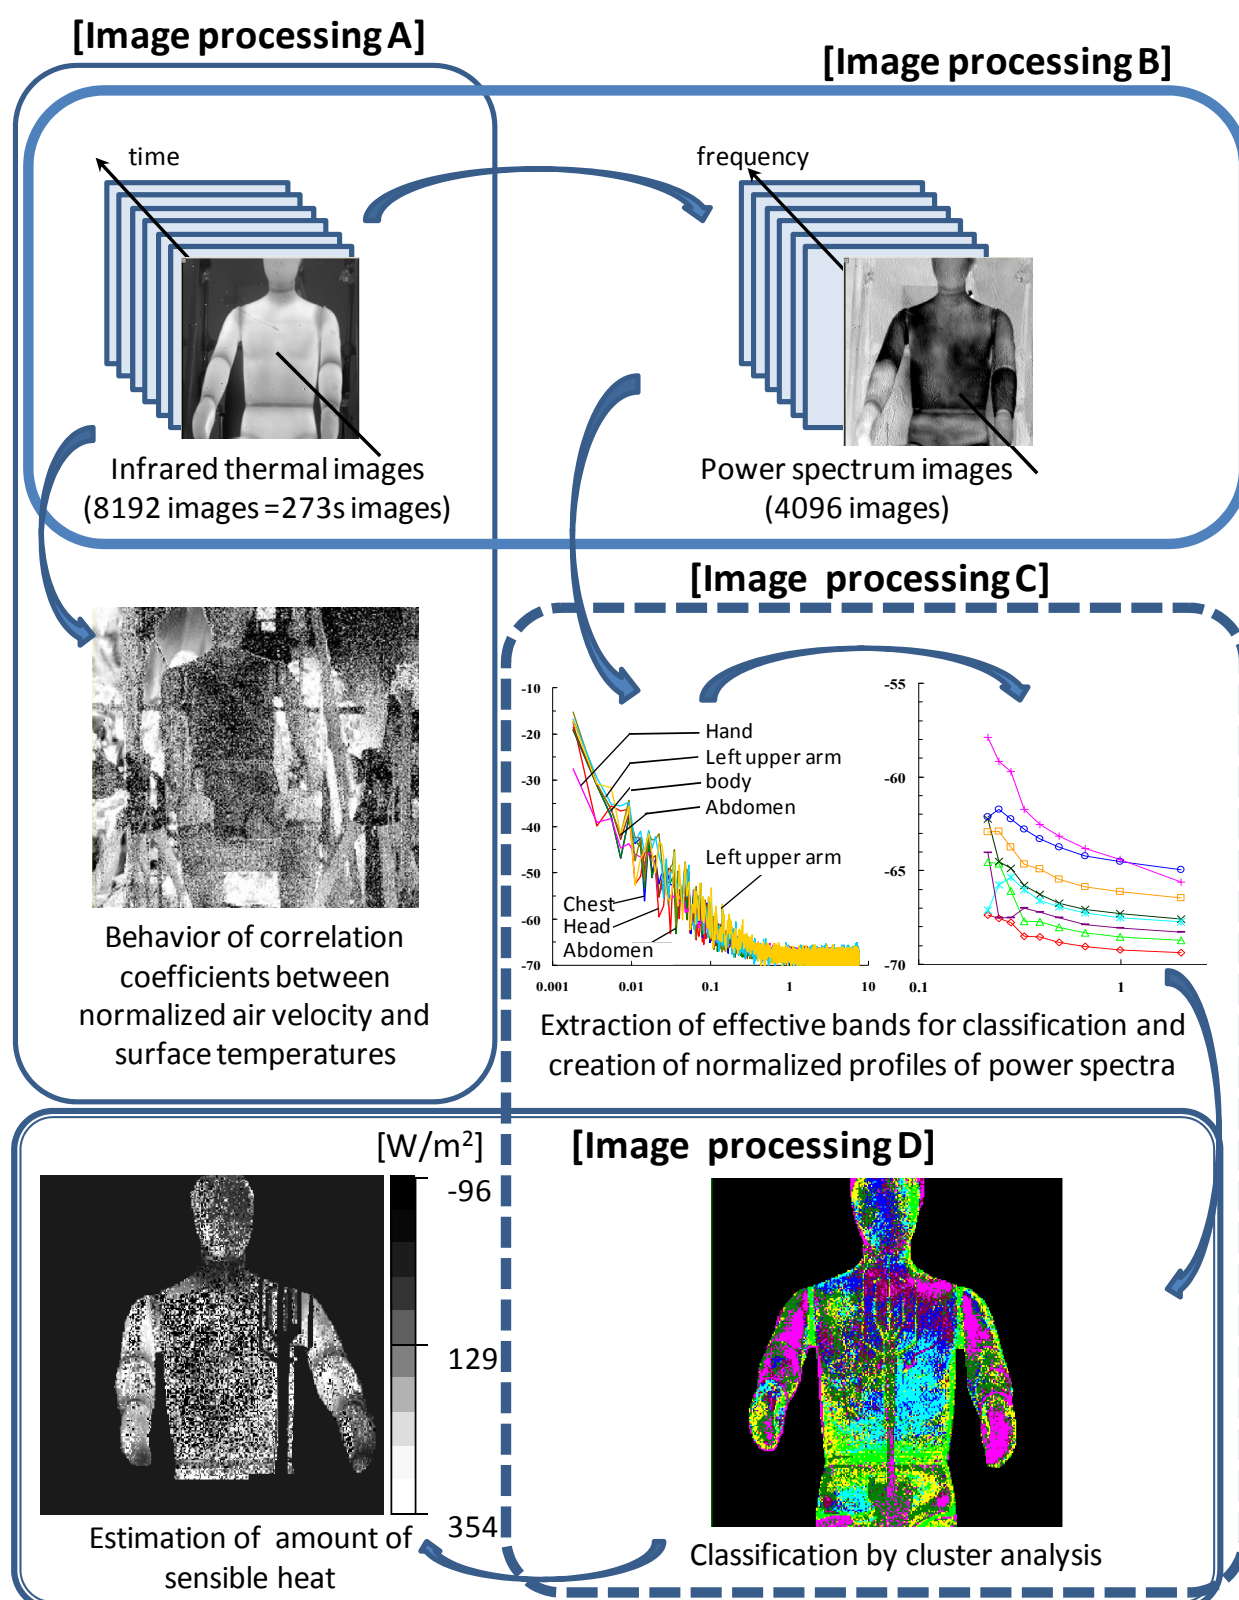 [Image processing A]
[Image processing B]
time
frequency
Infrared thermal images
(8192 images =273s images)
Power spectrum images
(4096 images)
[Image processing C]
-10
-20
-30
-40
-50
-60
-70
0.001
0.01
0.1
1
10
Hand
Left upper arm
body
Abdomen
Left upper arm
Chest
Head
Abdomen
-55
-60
-65
-70
0.1
1
Behavior of correlation
coefficients between
normalized air velocity and
surface temperatures
Extraction of effective bands for classification and
creation of normalized profiles of power spectra
[W/m²]
[Image processing D]
-96
129
354
Estimation of amount of
sensible heat
Classification by cluster analysis